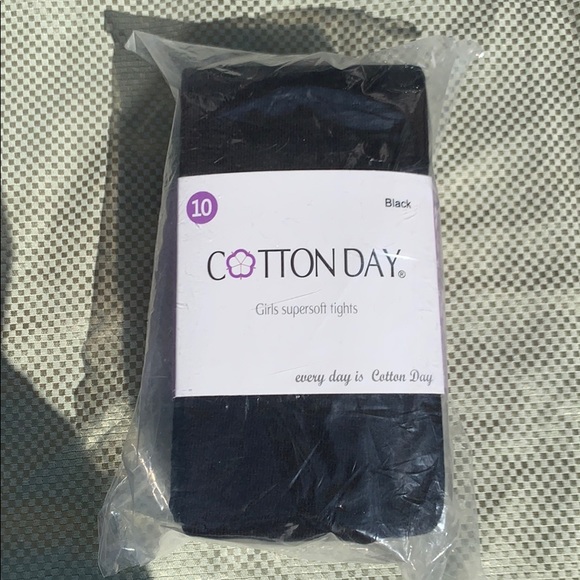 10
Black
COTTON DAY®
Girls supersoft tights
every day is Cotton Day